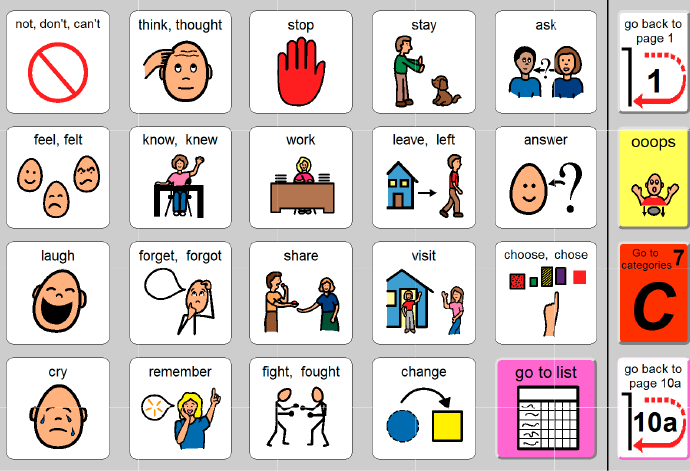 not, don't, can't
think, thought
stop
stay
ask
go back to
page 1
1
?
feel, felt
know, knew
work
leave, left
answer
?
ooops
laugh
forget, forgot
share
visit
choose, chose
Go to
categories 7
C
cry
remember
fight, fought
change
go to list
go back to
page 10a
10a